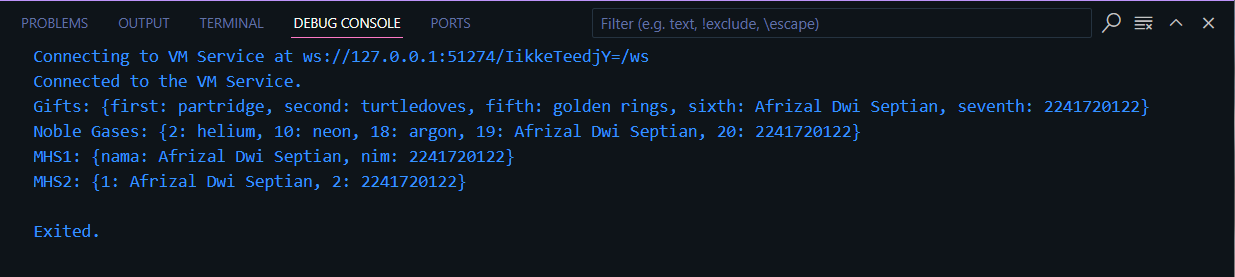 PROBLEMS OUTPUT TERMINAL DEBUG CONSOLE PORTS Filter (e.g. text, !exclude, \escape)
Connecting to VM Service at ws://127.0.0.1:51274/IikkeTeedjY=/ws
Connected to the VM Service.
Gifts: {first: partridge, second: turtledoves, fifth: golden rings, sixth: Afrizal Dwi Septian, seventh: 2241720122}
Noble Gases: {2: helium, 10: neon, 18: argon, 19: Afrizal Dwi Septian, 20: 2241720122}
MHS1: {nama: Afrizal Dwi Septian, nim: 2241720122}
MHS2: {1: Afrizal Dwi Septian, 2: 2241720122}
Exited.